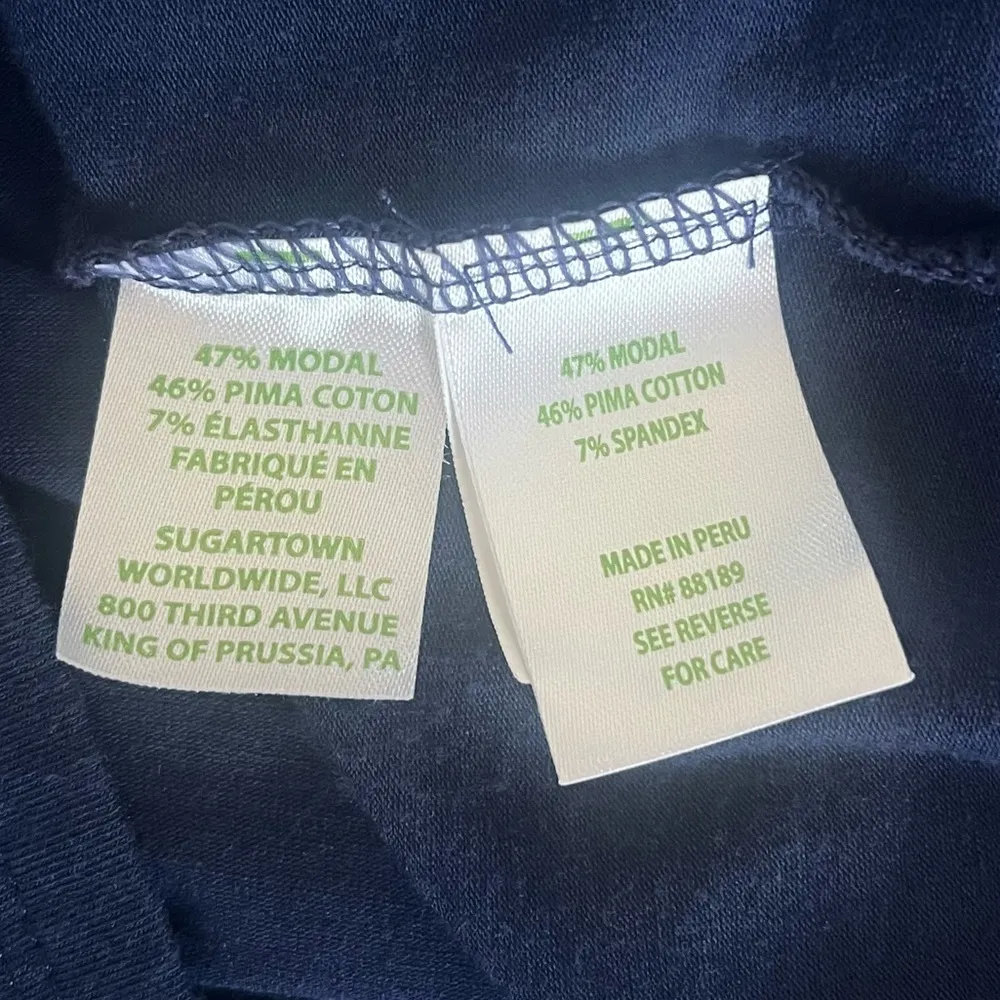 47% MODAL
46% PIMA COTON
7% ÉLASTHANNE
FABRIQUÉ EN
PÉROU
SUGARTOWN
WORLDWIDE, LLC
800 THIRD AVENUE
KING OF PRUSSIA, PA
47% MODAL
46% PIMA COTTON
7% SPANDEX
MADE IN PERU
RN# 88189
SEE REVERSE
FOR CARE